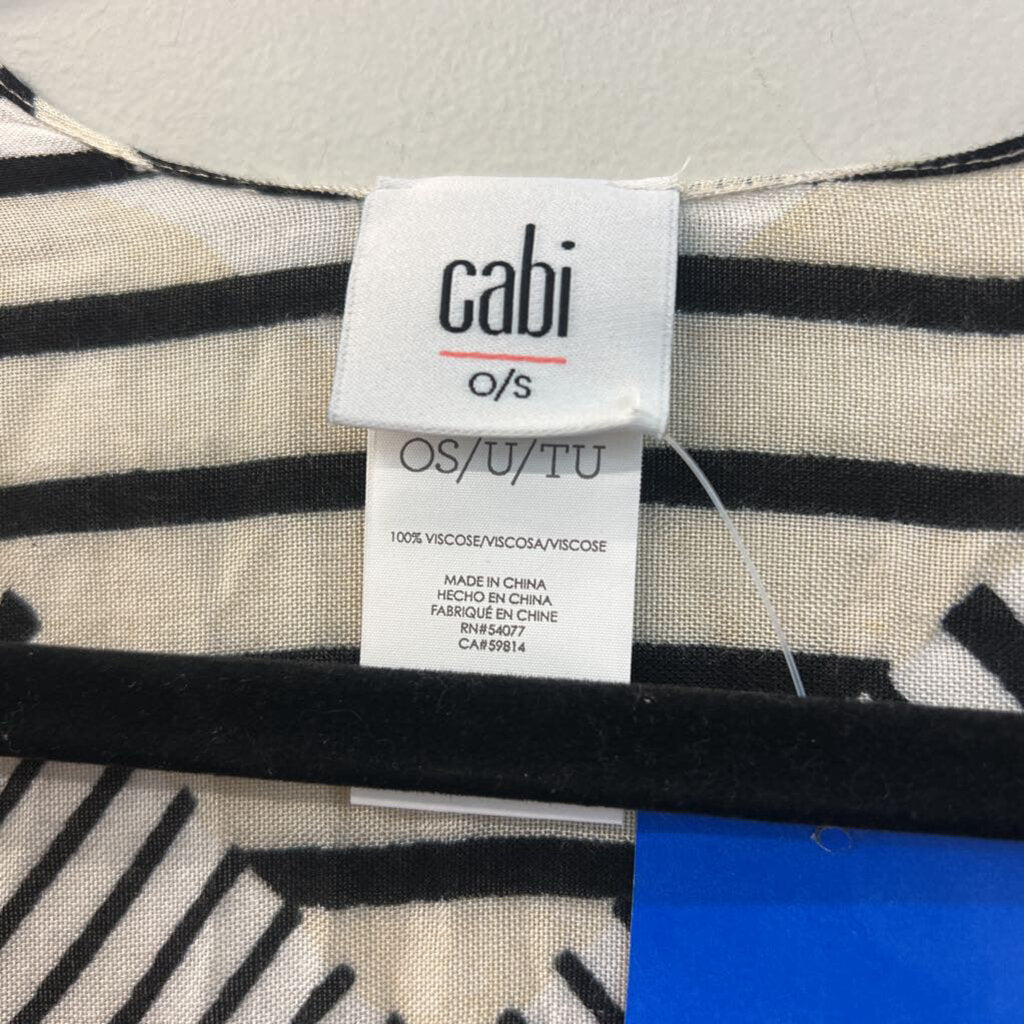 cabi
O/S
OS/U/TU
100% VISCOSE/VISCOSA/VISCOSE
MADE IN CHINA
HECHO EN CHINA
FABRIQUÉ EN CHINE
RN#54077
CA#59814